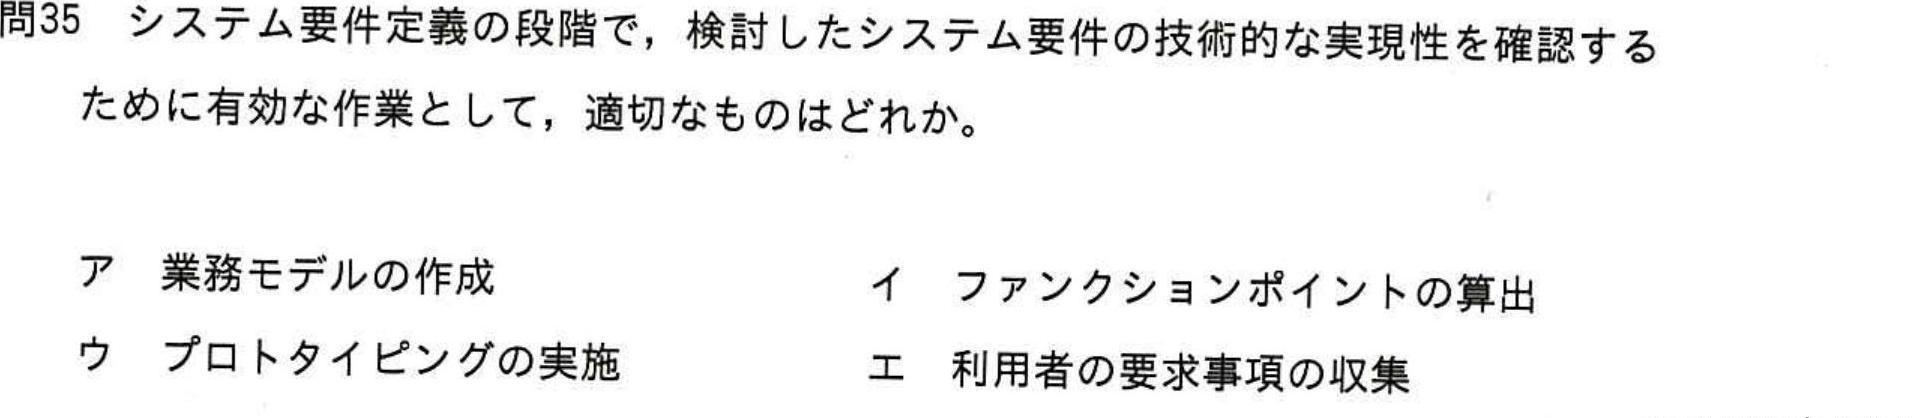 問35　システム要件定義の段階で，検討したシステム要件の技術的な実現性を確認する
ために有効な作業として，適切なものはどれか。
ア　業務モデルの作成　イ　ファンクションポイントの算出
ウ　プロトタイピングの実施　エ　利用者の要求事項の収集